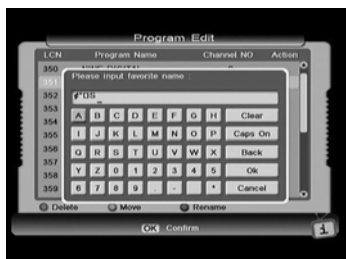 Program Edit
LCN Program Name Channel NO Action
350 NINE DIGITAL
351 Please input favorite name :
352
353 A B C D E F G H Clear
354
355 I J K L M N O P Caps On
356 Q R S T U V W X Back
357
358 Y Z 0 1 2 3 4 5 Ok
359 6 7 8 9 . - * Cancel
Delete Move Rename
OK Confirm
i